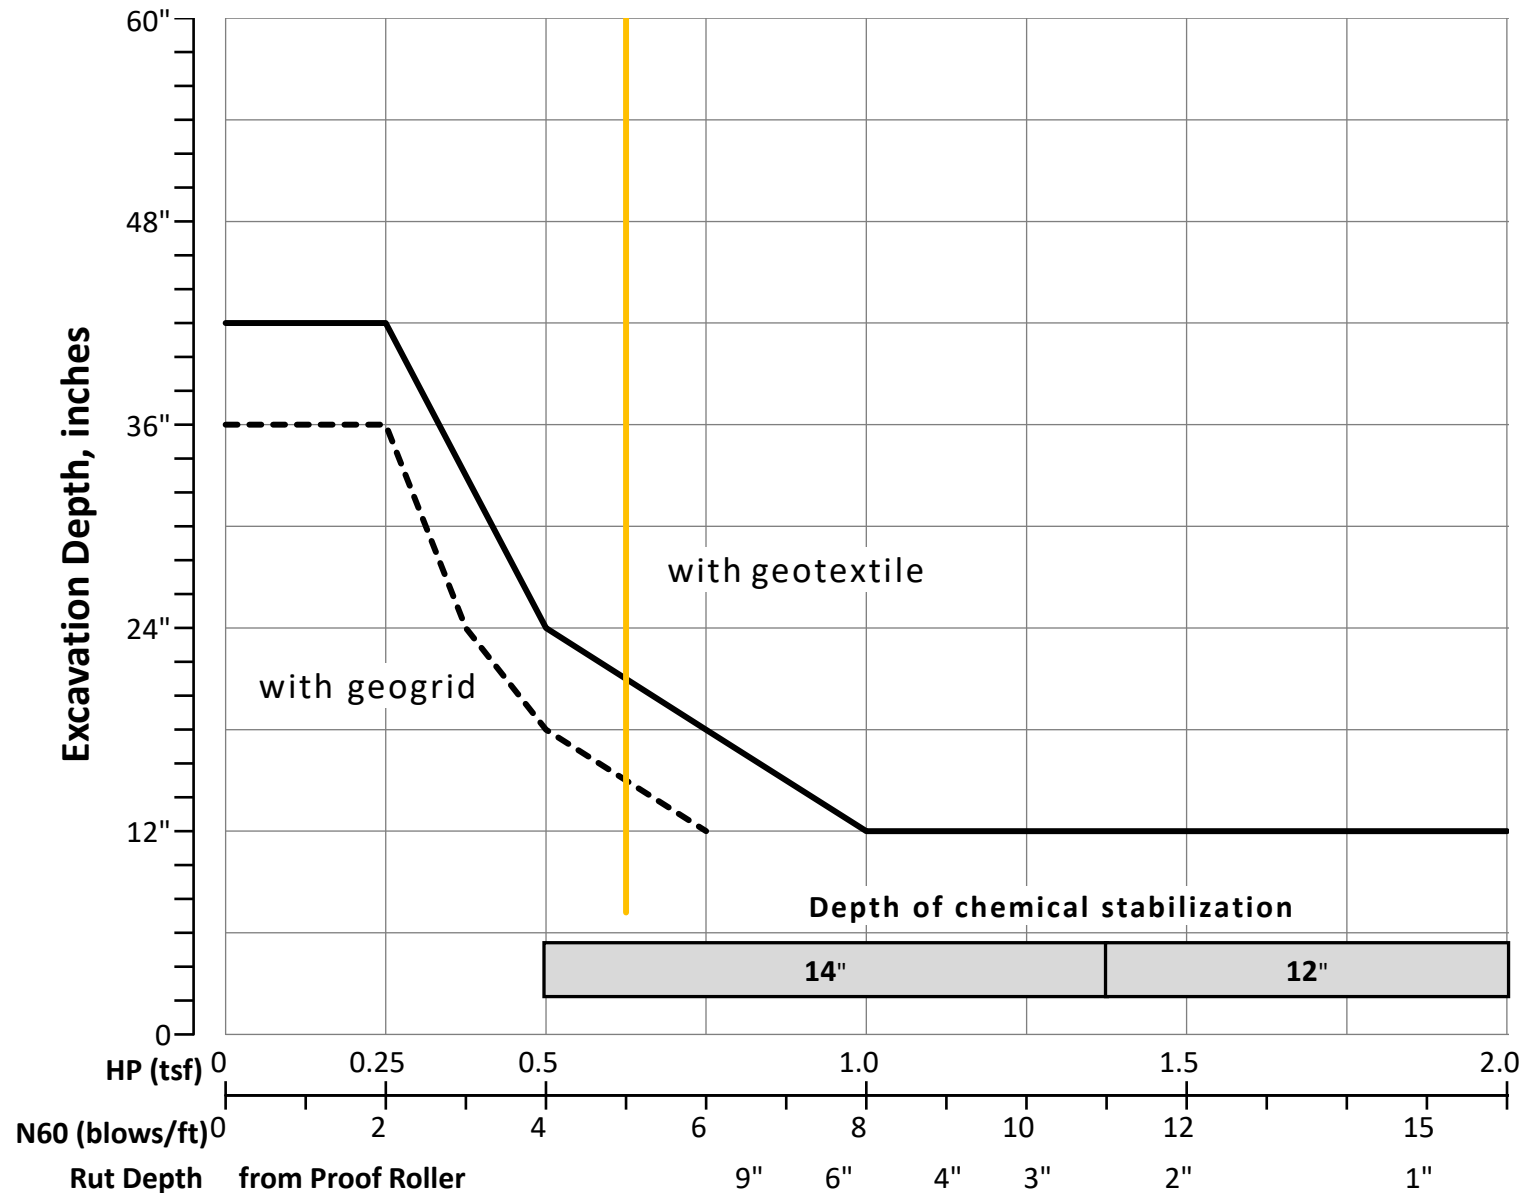 60"
48"
36"
24"
12"
0
Excavation Depth, inches
with geotextile
with geogrid
Depth of chemical stabilization
14" 12"
HP (tsf) 0 0.25 0.5 1.0 1.5 2.0
N60 (blows/ft) 0 2 4 6 8 10 12 15
Rut Depth from Proof Roller 9" 6" 4" 3" 2" 1"